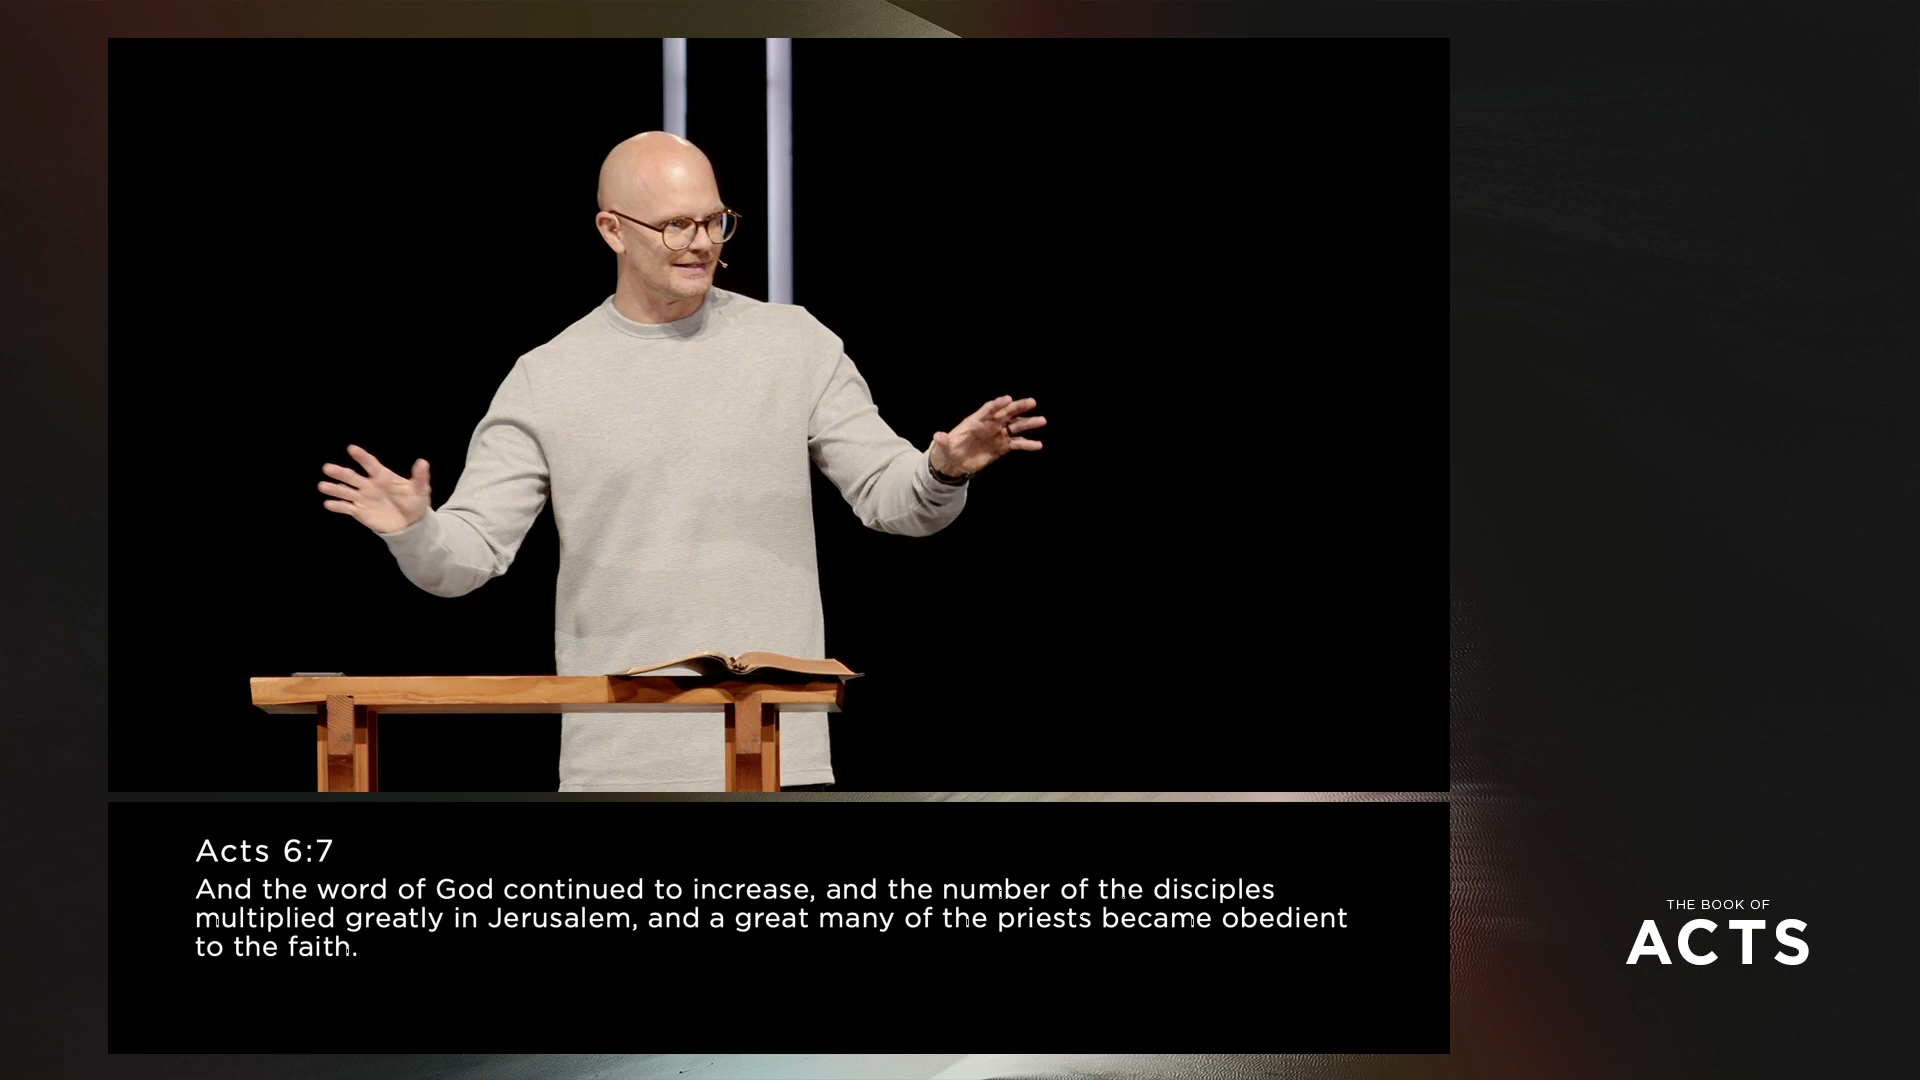 Acts 6:7
And the word of God continued to increase, and the number of the disciples
multiplied greatly in Jerusalem, and a great many of the priests became obedient
to the faith.
THE BOOK OF
ACTS